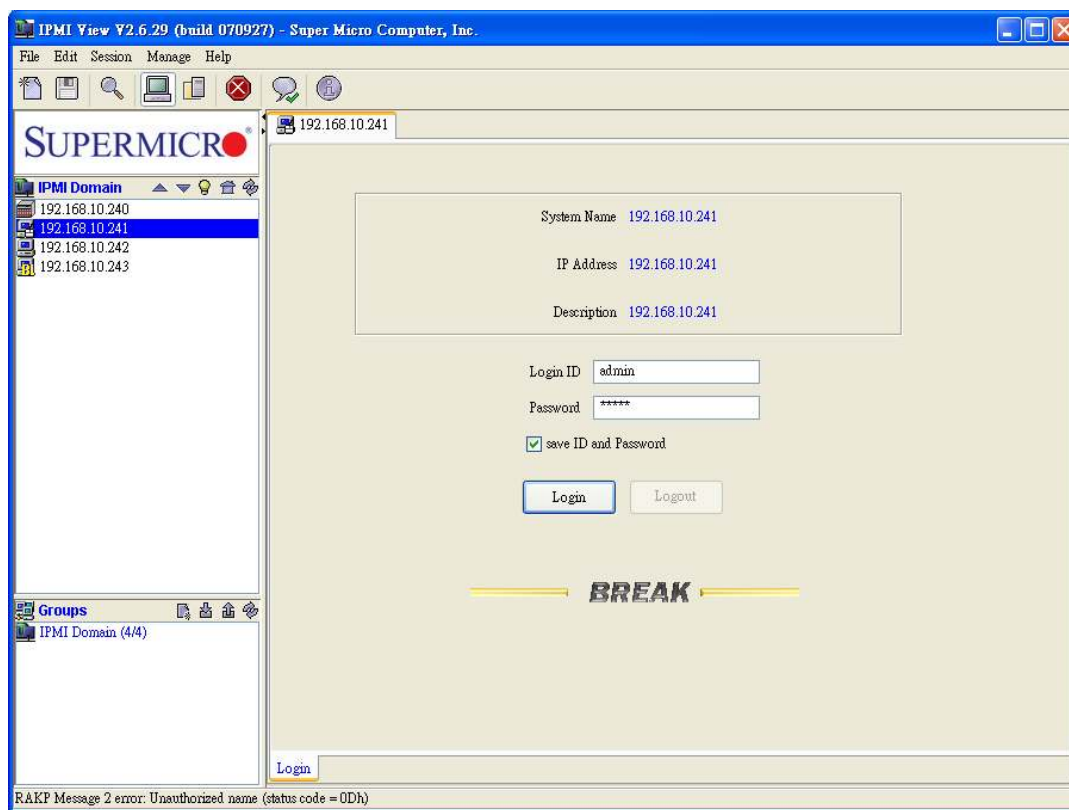 IPMI View V2.6.29 (build 070927) - Super Micro Computer, Inc.
File Edit Session Manage Help
SUPERMICRO®
IPMI Domain
192.168.10.240
192.168.10.241
192.168.10.242
192.168.10.243
Groups
IPMI Domain (4/4)
192.168.10.241
System Name 192.168.10.241
IP Address 192.168.10.241
Description 192.168.10.241
Login ID admin
Password *****
save ID and Password
Login Logout
BREAK
Login
RAKP Message 2 error: Unauthorized name (status code = 0Dh)